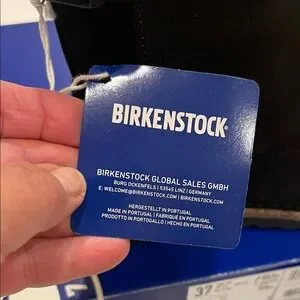 BIRKENSTOCK
BIRKENSTOCK GLOBAL SALES GMBH
BURG OCKENFELS | 53545 LINZ | GERMANY
E: WELCOME@BIRKENSTOCK.COM | BIRKENSTOCK.COM
HERGESTELLT IN PORTUGAL
MADE IN PORTUGAL | FABRIQUÉ EN PORTUGAL
PRODOTTO IN PORTOGALLO | HECHO EN PORTUGAL
37